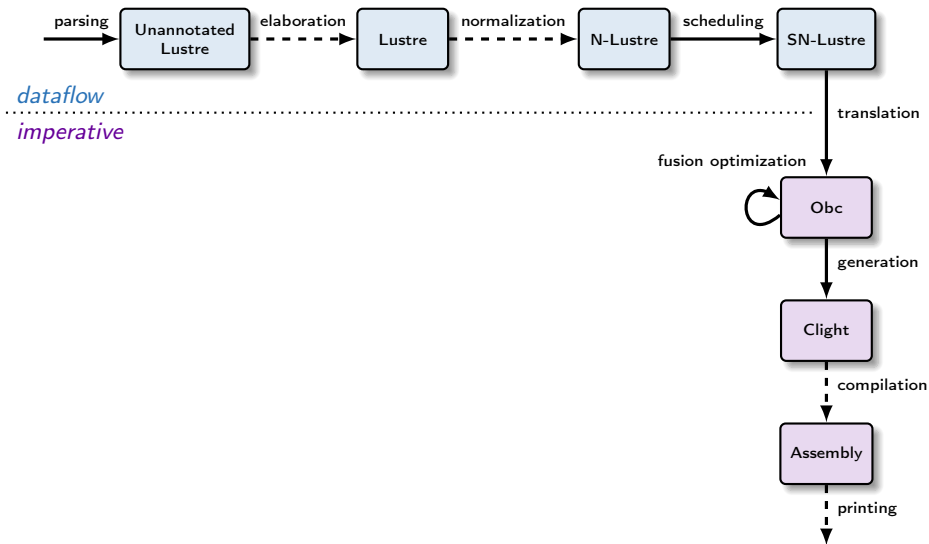 parsing
Unannotated
Lustre
elaboration
Lustre
normalization
N-Lustre
scheduling
SN-Lustre
dataflow
imperative
translation
fusion optimization
Obc
generation
Clight
compilation
Assembly
printing